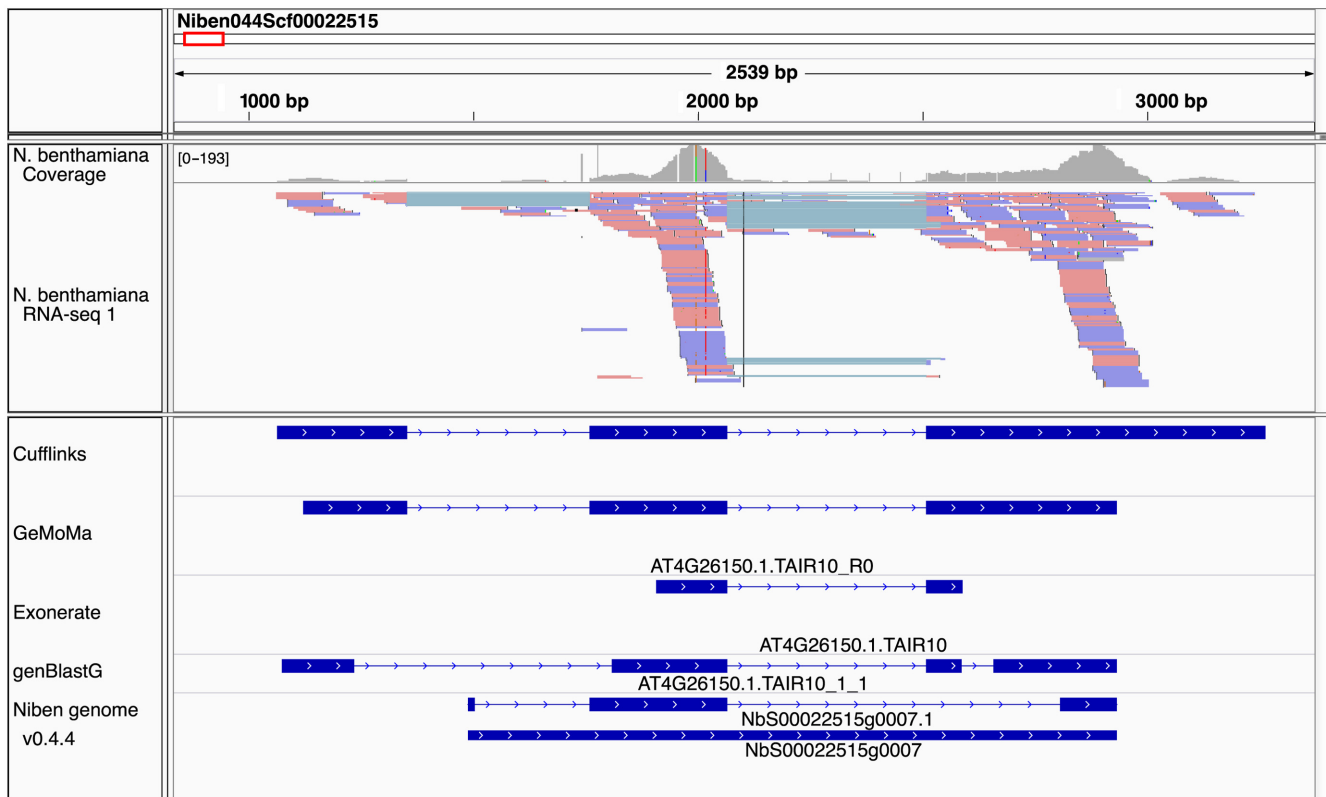 Niben044Scf00022515
2539 bp
1000 bp 2000 bp 3000 bp
N. benthamiana
Coverage
[0-193]
N. benthamiana
RNA-seq 1
Cufflinks
GeMoMa
AT4G26150.1.TAIR10_R0
Exonerate
AT4G26150.1.TAIR10
genBlastG
AT4G26150.1.TAIR10_1_1
Niben genome
v0.4.4
NbS00022515g0007.1
NbS00022515g0007